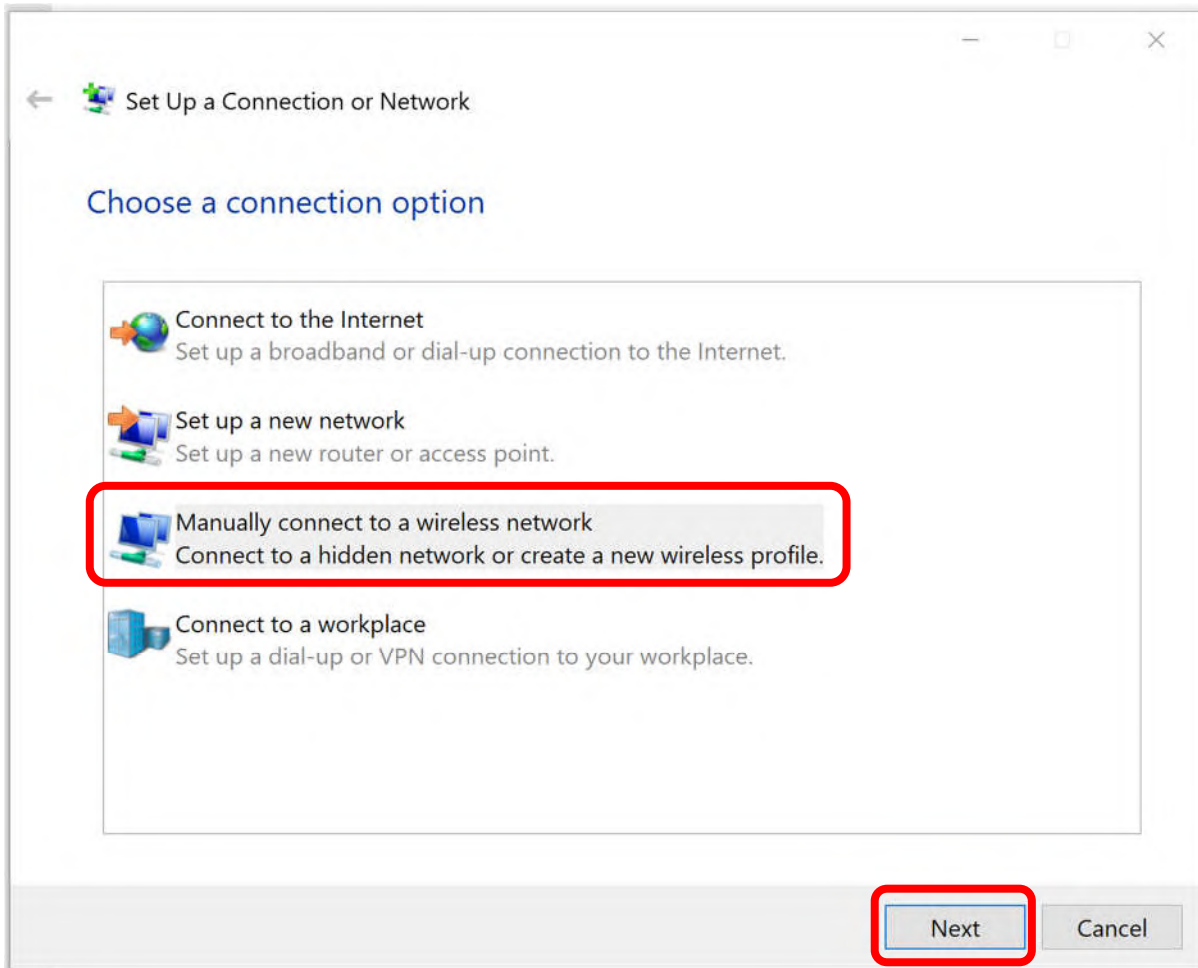 Set Up a Connection or Network
Choose a connection option
Connect to the Internet
Set up a broadband or dial-up connection to the Internet.
Set up a new network
Set up a new router or access point.
Manually connect to a wireless network
Connect to a hidden network or create a new wireless profile.
Connect to a workplace
Set up a dial-up or VPN connection to your workplace.
Next Cancel